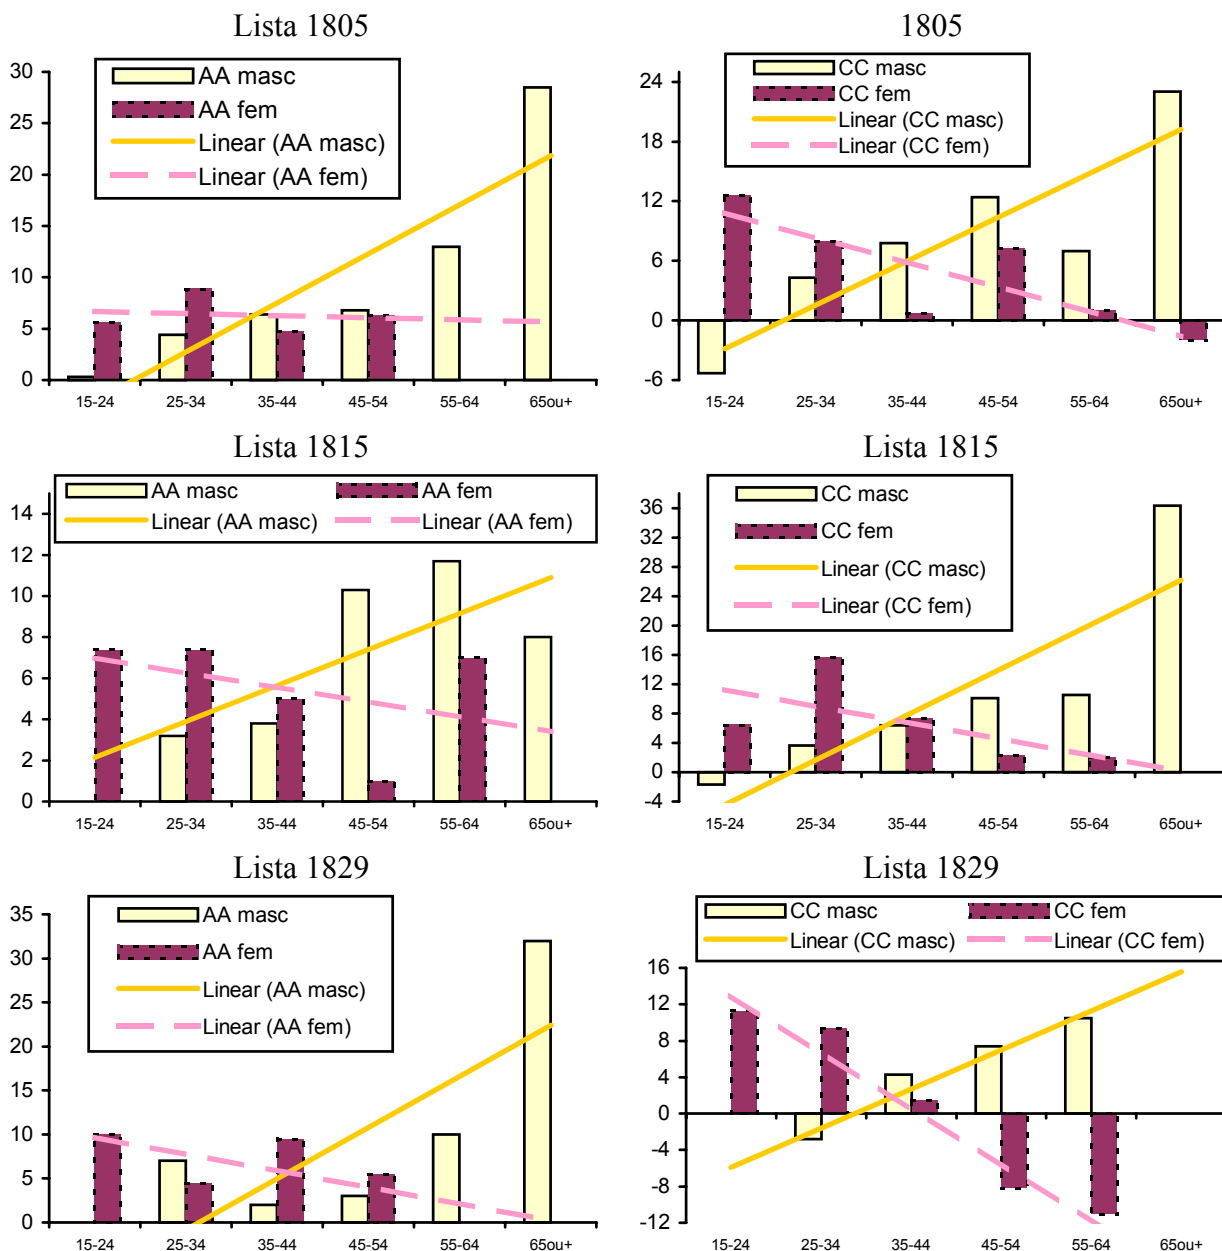 Lista 1805
AA masc
AA fem
Linear (AA masc)
Linear (AA fem)
30
25
20
15
10
5
0
15-24 25-34 35-44 45-54 55-64 65ou+
1805
CC masc
CC fem
Linear (CC masc)
Linear (CC fem)
24
18
12
6
0
-6
15-24 25-34 35-44 45-54 55-64 65ou+
Lista 1815
AA masc AA fem
Linear (AA masc) Linear (AA fem)
14
12
10
8
6
4
2
0
15-24 25-34 35-44 45-54 55-64 65ou+
Lista 1815
CC masc
CC fem
Linear (CC masc)
Linear (CC fem)
36
32
28
24
20
16
12
8
4
0
-4
15-24 25-34 35-44 45-54 55-64 65ou+
Lista 1829
AA masc
AA fem
Linear (AA masc)
Linear (AA fem)
35
30
25
20
15
10
5
0
15-24 25-34 35-44 45-54 55-64 65ou+
Lista 1829
CC masc CC fem
Linear (CC masc) Linear (CC fem)
16
12
8
4
0
-4
-8
-12
15-24 25-34 35-44 45-54 55-64 65ou+